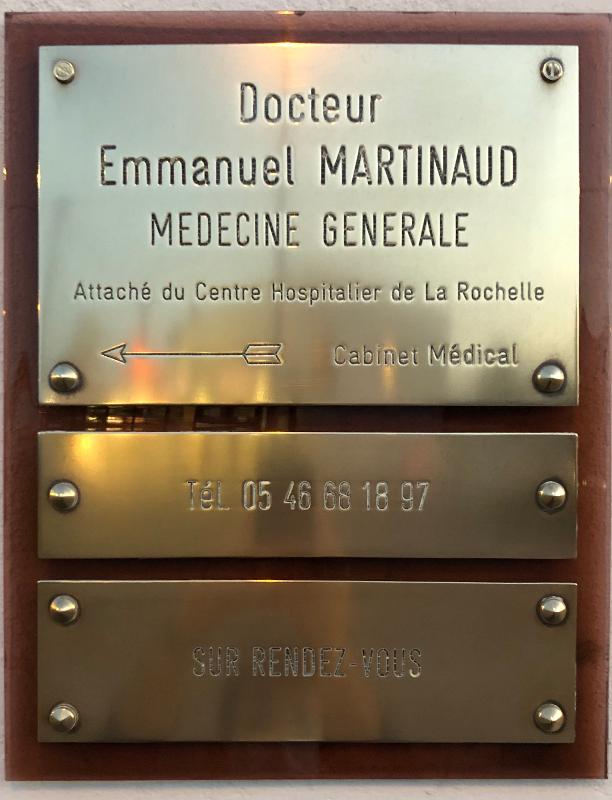 Docteur
Emmanuel MARTINAUD
MEDECINE GENERALE
Attaché du Centre Hospitalier de La Rochelle
Cabinet Médical
Tél. 05 46 68 18 97
SUR RENDEZ-VOUS